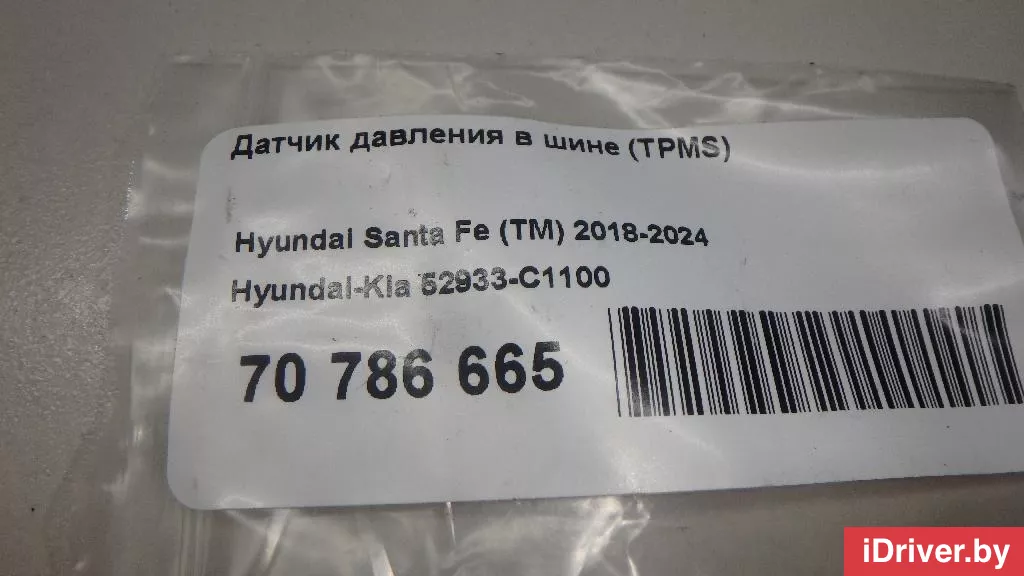 Датчик давления в шине (TPMS)
Hyundai Santa Fe (TM) 2018-2024
Hyundai-Kia 52933-C1100
70 786 665
iDriver.by